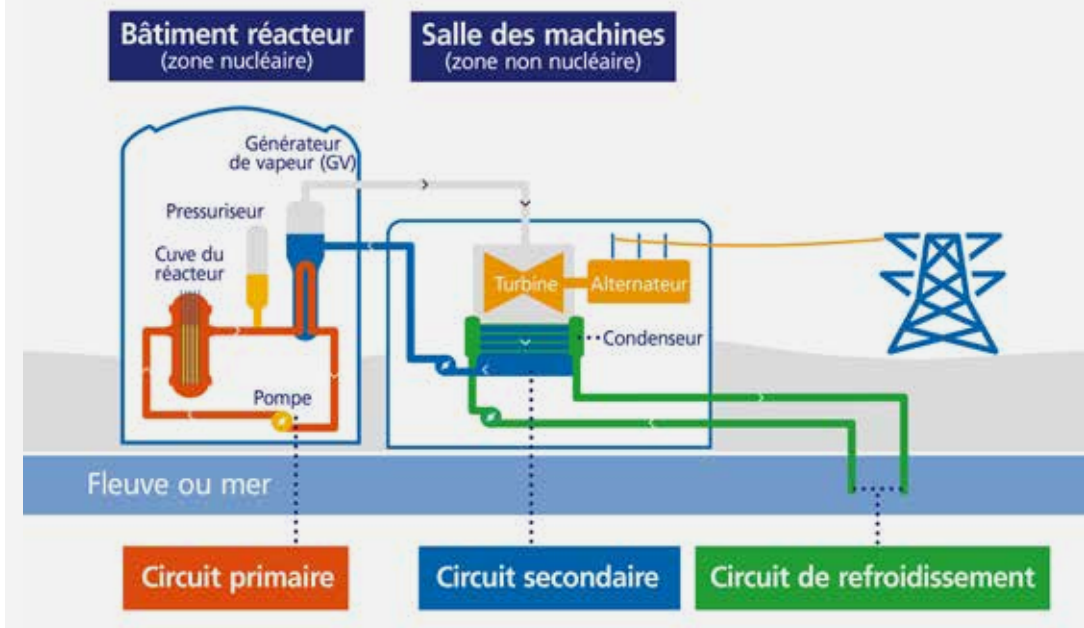 Bâtiment réacteur
(zone nucléaire)
Salle des machines
(zone non nucléaire)
Générateur
de vapeur (GV)
Pressuriseur
Cuve du
réacteur
Turbine
Alternateur
Condenseur
Pompe
Fleuve ou mer
Circuit primaire
Circuit secondaire
Circuit de refroidissement